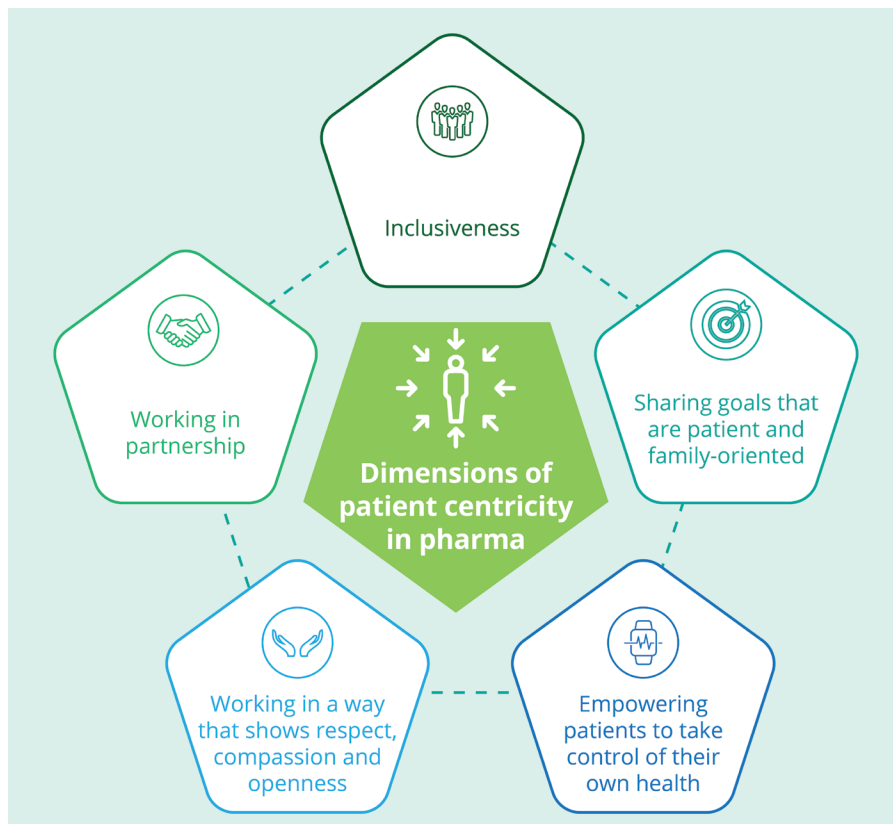 Inclusiveness
Working in
partnership
Sharing goals that
are patient and
family-oriented
Dimensions of
patient centricity
in pharma
Working in a way
that shows respect,
compassion and
openness
Empowering
patients to take
control of their
own health